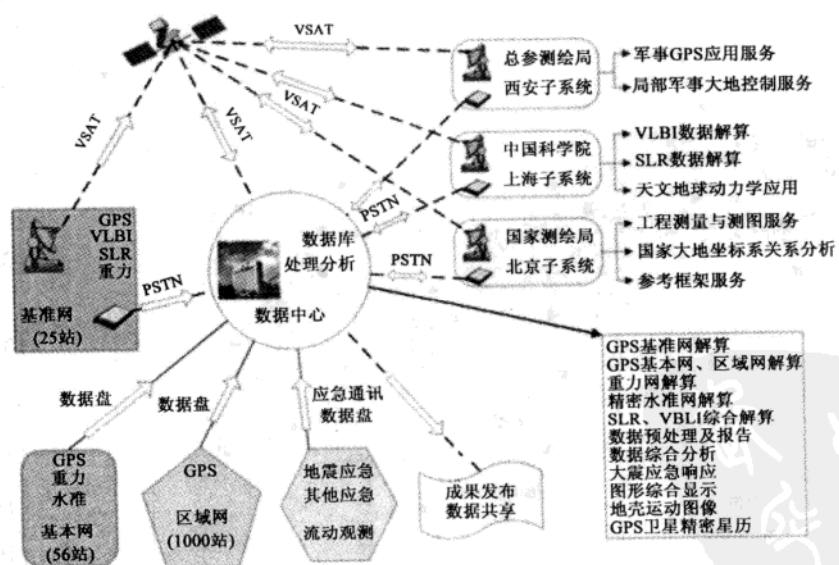 VSAT
VSAT
VSAT
VSAT
VSAT
总参测绘局
西安子系统
军事GPS应用服务
局部军事大地控制服务
中国科学院
上海子系统
VLBI数据解算
SLR数据解算
天文地球动力学应用
国家测绘局
北京子系统
工程测量与测图服务
国家大地坐标系关系分析
参考框架服务
PSTN
PSTN
PSTN
GPS
VLBI
SLR
重力
基准网
(25站)
数据库
处理分析
数据中心
数据盘
数据盘
应急通讯
数据盘
GPS
重力
水准
基本网
(56站)
GPS
区域网
(1000站)
地震应急
其他应急
流动观测
成果发布
数据共享
GPS基准网解算
GPS基本网、区域网解算
重力网解算
精密水准网解算
SLR、VBLI综合解算
数据预处理及报告
数据综合分析
大震应急响应
图形综合显示
地壳运动图像
GPS卫星精密星历